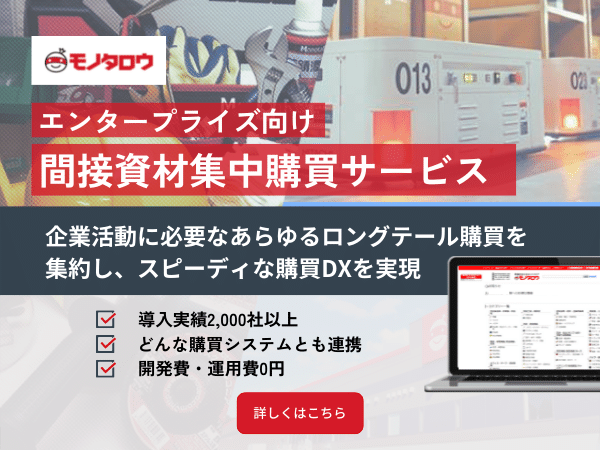 モノタロウ
013
エンタープライズ向け
間接資材集中購買サービス
企業活動に必要なあらゆるロングテール購買を
集約し、スピーディな購買DXを実現
モノタロウ
導入実績2,000社以上
どんな購買システムとも連携
開発費・運用費0円
詳しくはこちら